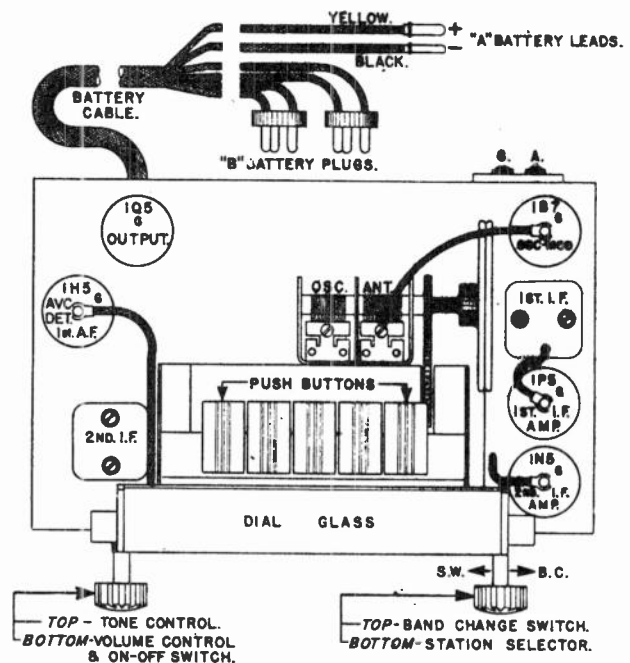 YELLOW.
+
"A" BATTERY LEADS.
-
BLACK.
BATTERY
CABLE.
"B" BATTERY PLUGS.
G. A.
1Q5
G
OUTPUT.
1B7
G
OSC-MOD
1H5
G
AVC
DET.
1st. A.F.
OSC. ANT.
1ST. I.F.
PUSH BUTTONS
1P5
G
1ST. I.F.
AMP.
2ND. I.F.
1N5
G
2ND. I.F.
AMP.
DIAL GLASS
S.W. B.C.
TOP - TONE CONTROL.
BOTTOM-VOLUME CONTROL
& ON-OFF SWITCH.
TOP-BAND CHANGE SWITCH.
BOTTOM-STATION SELECTOR.